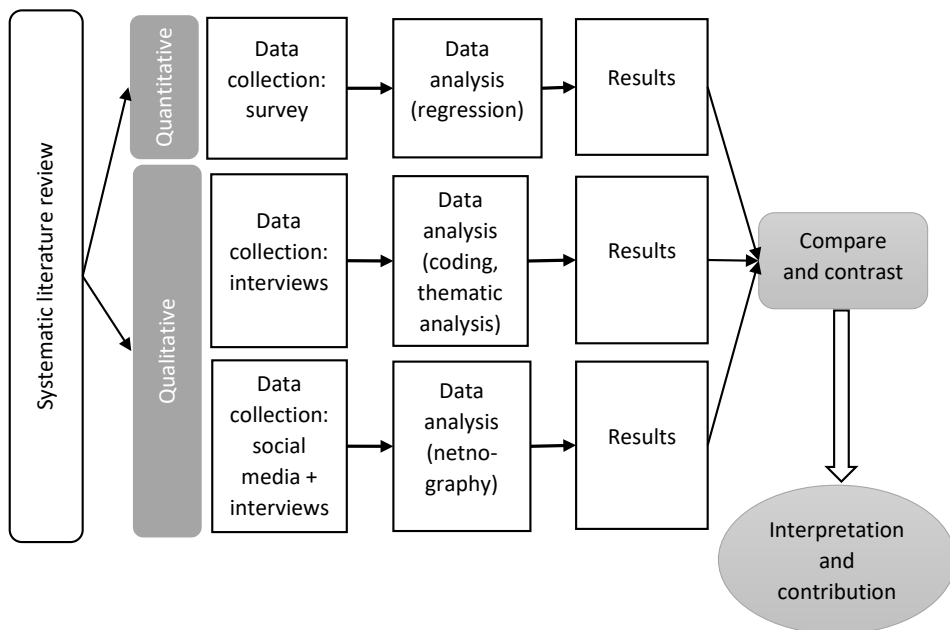 Systematic literature review
Quantitative
Data
collection:
survey
Data
analysis
(regression)
Results
Qualitative
Data
collection:
interviews
Data
analysis
(coding,
thematic
analysis)
Results
Data
collection:
social
media +
interviews
Data
analysis
(netno-
graphy)
Results
Compare
and contrast
Interpretation
and
contribution